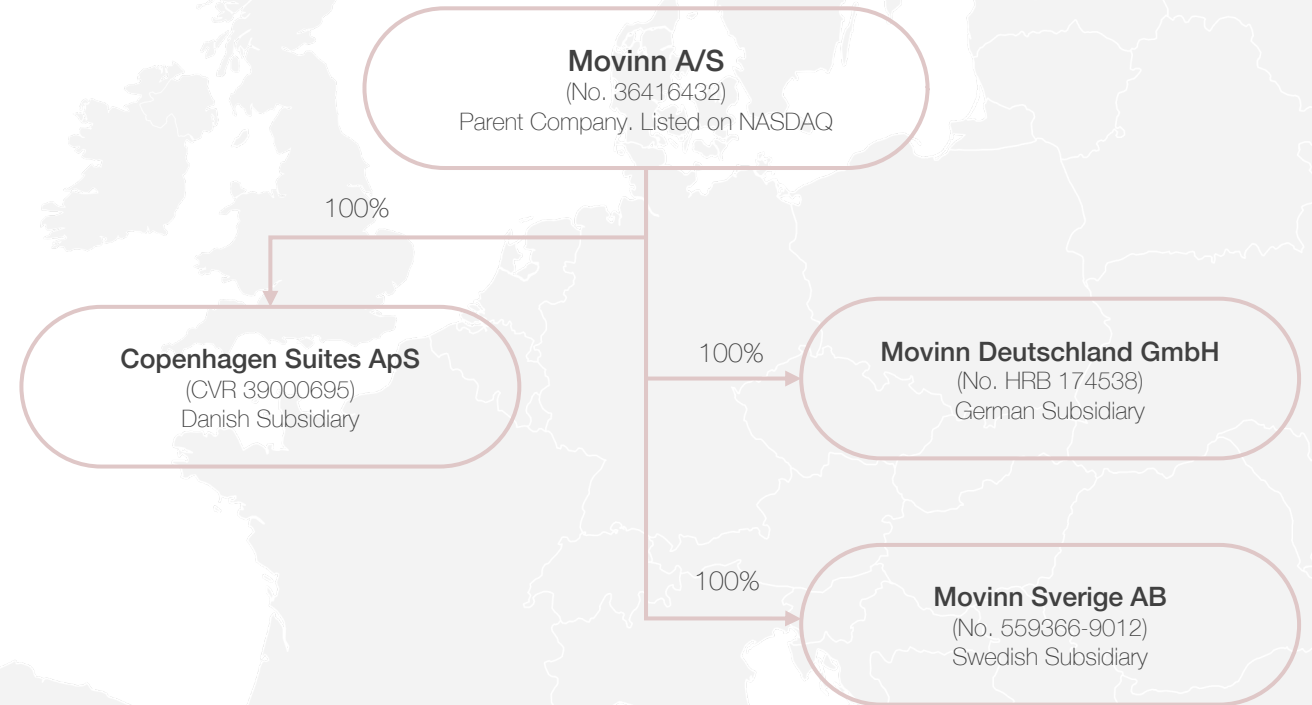 Movinn A/S
(No. 36416432)
Parent Company. Listed on NASDAQ
100%
Copenhagen Suites ApS
(CVR 39000695)
Danish Subsidiary
100%
Movinn Deutschland GmbH
(No. HRB 174538)
German Subsidiary
100%
Movinn Sverige AB
(No. 559366-9012)
Swedish Subsidiary